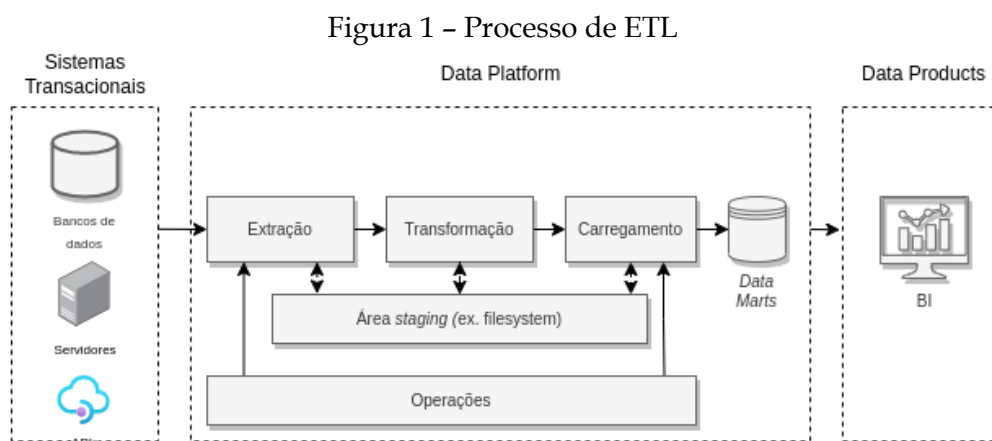 Figura 1 – Processo de ETL
Sistemas
Transacionais
Data Platform
Data Products
Bancos de
dados
Servidores
Extração
Transformação
Carregamento
Data
Marts
Área staging (ex. filesystem)
Operações
BI